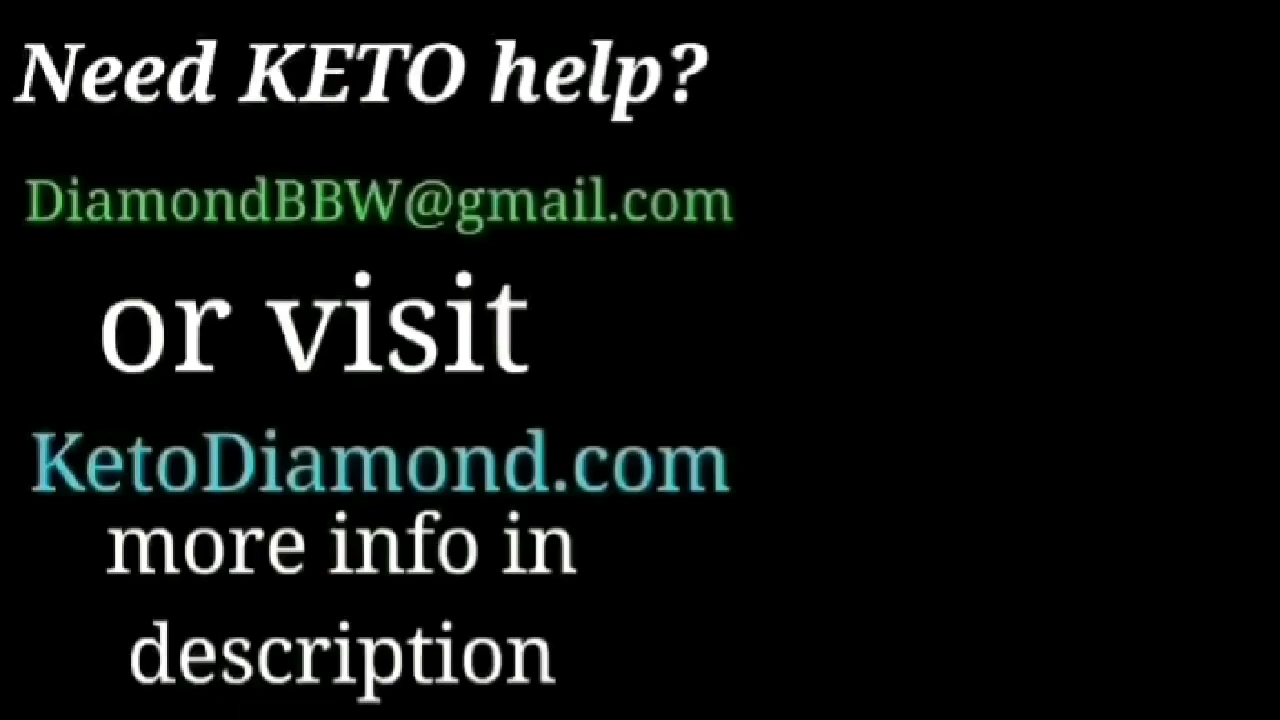 Need KETO help?
DiamondBBW@gmail.com
or visit
KetoDiamond.com
more info in
description